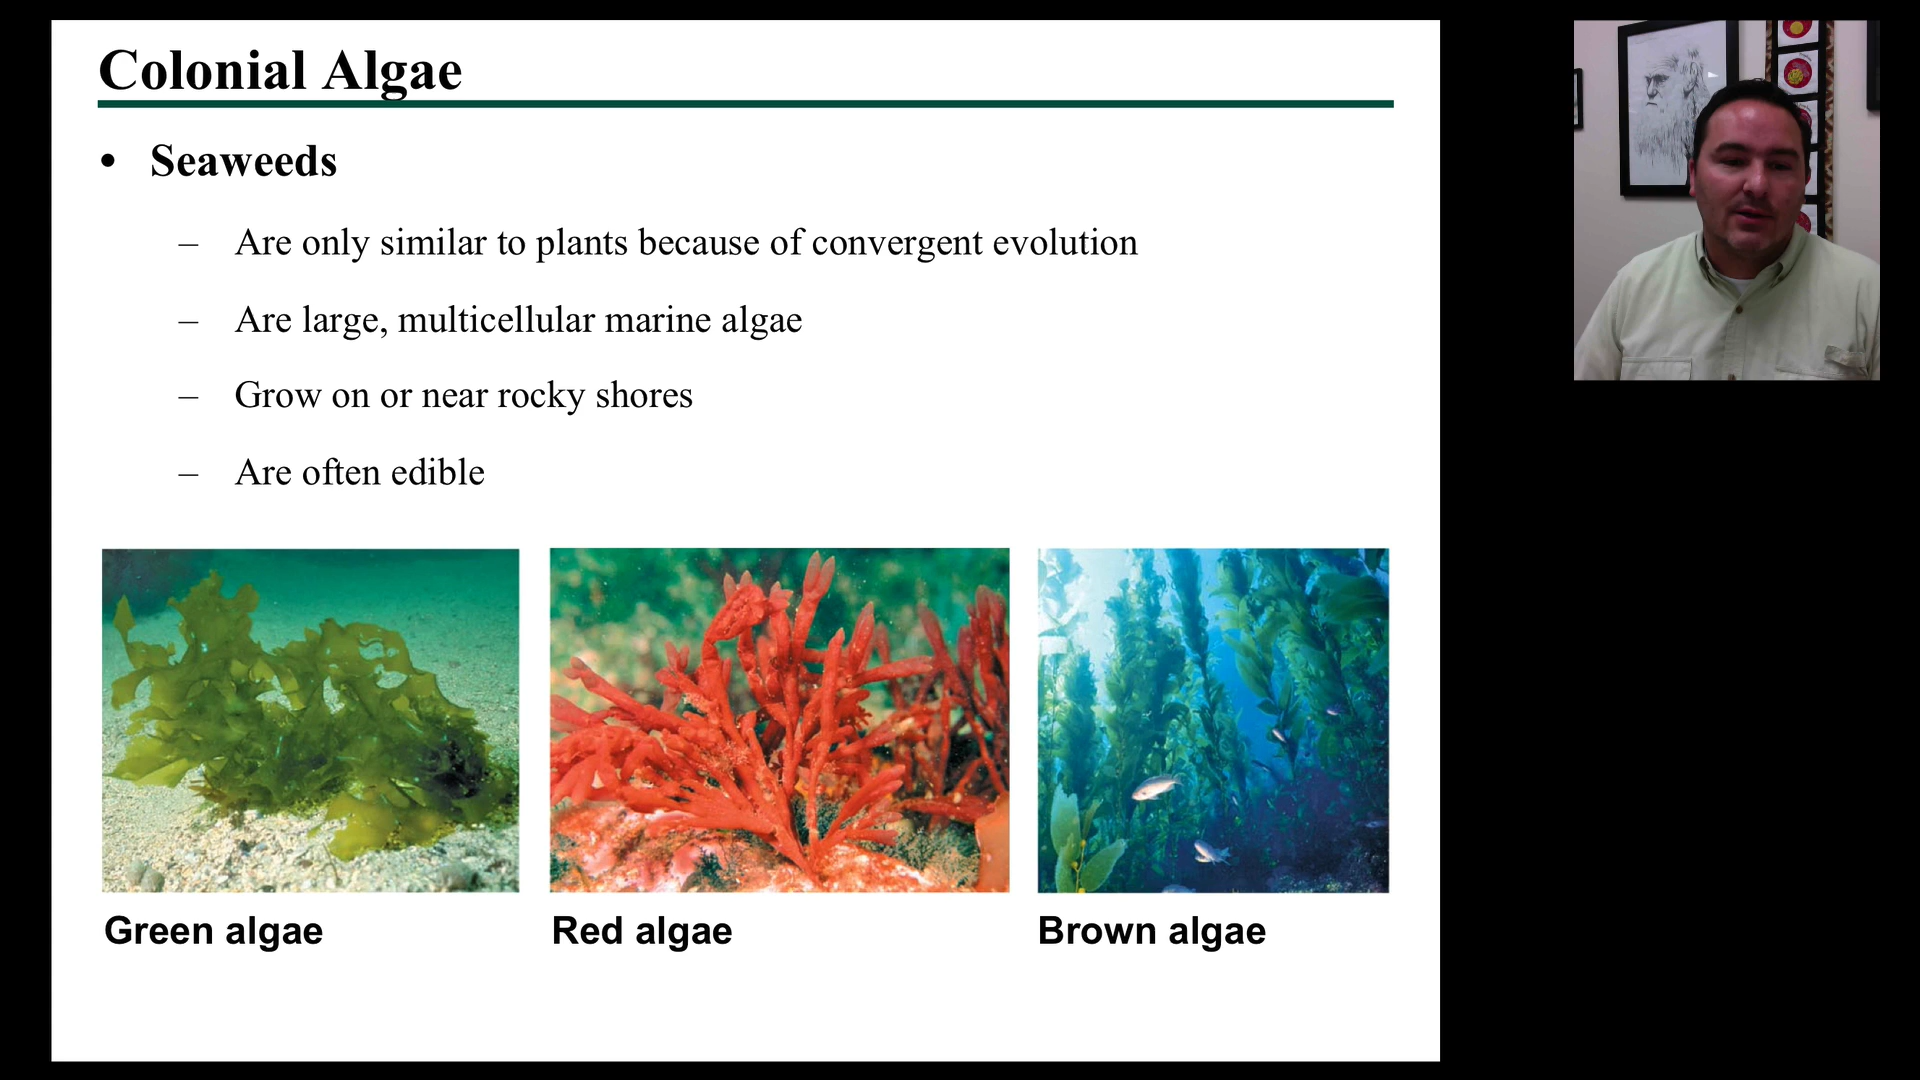 Colonial Algae
• Seaweeds
– Are only similar to plants because of convergent evolution
– Are large, multicellular marine algae
– Grow on or near rocky shores
– Are often edible
Green algae
Red algae
Brown algae